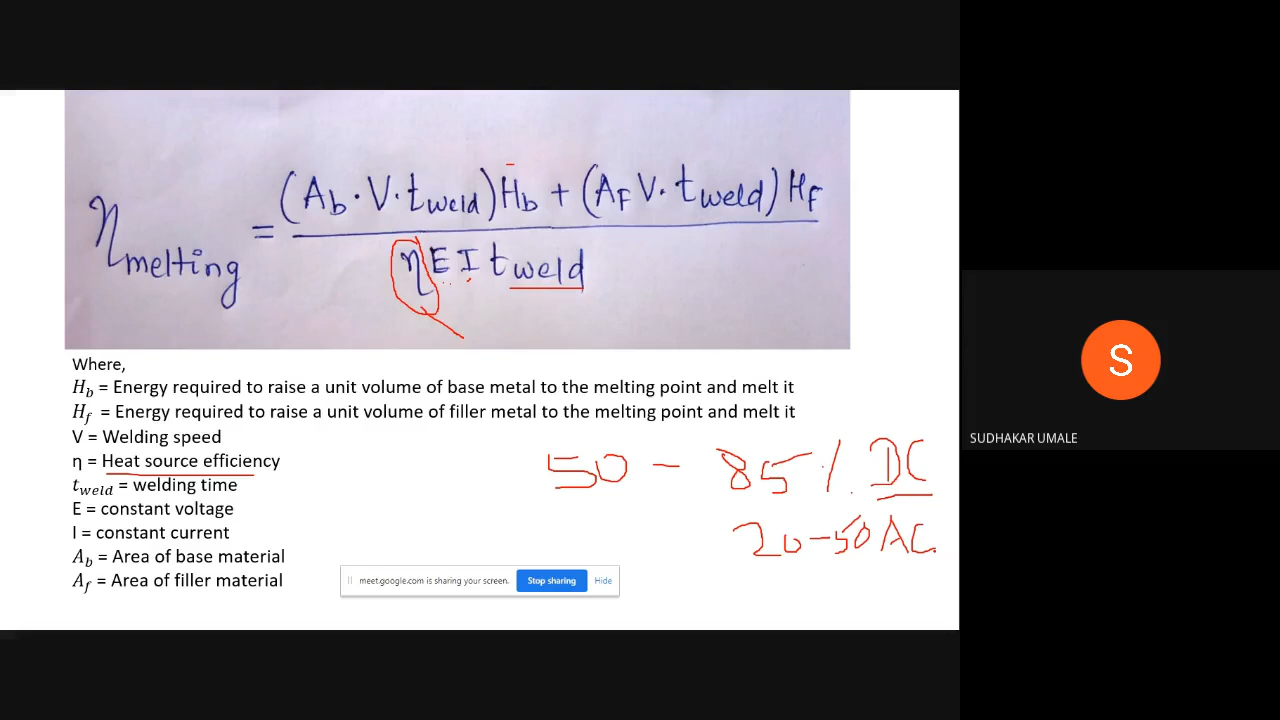 η melting = (A_b · V · t_weld) H_b + (A_f V · t_weld) H_f
η E I t_weld
Where,
H_b = Energy required to raise a unit volume of base metal to the melting point and melt it
H_f = Energy required to raise a unit volume of filler metal to the melting point and melt it
V = Welding speed
η = Heat source efficiency
t_weld = welding time
E = constant voltage
I = constant current
A_b = Area of base material
A_f = Area of filler material
50 - 85 % DC
20-50 AC
meet.google.com is sharing your screen. Stop sharing Hide
S
SUDHAKAR UMALE